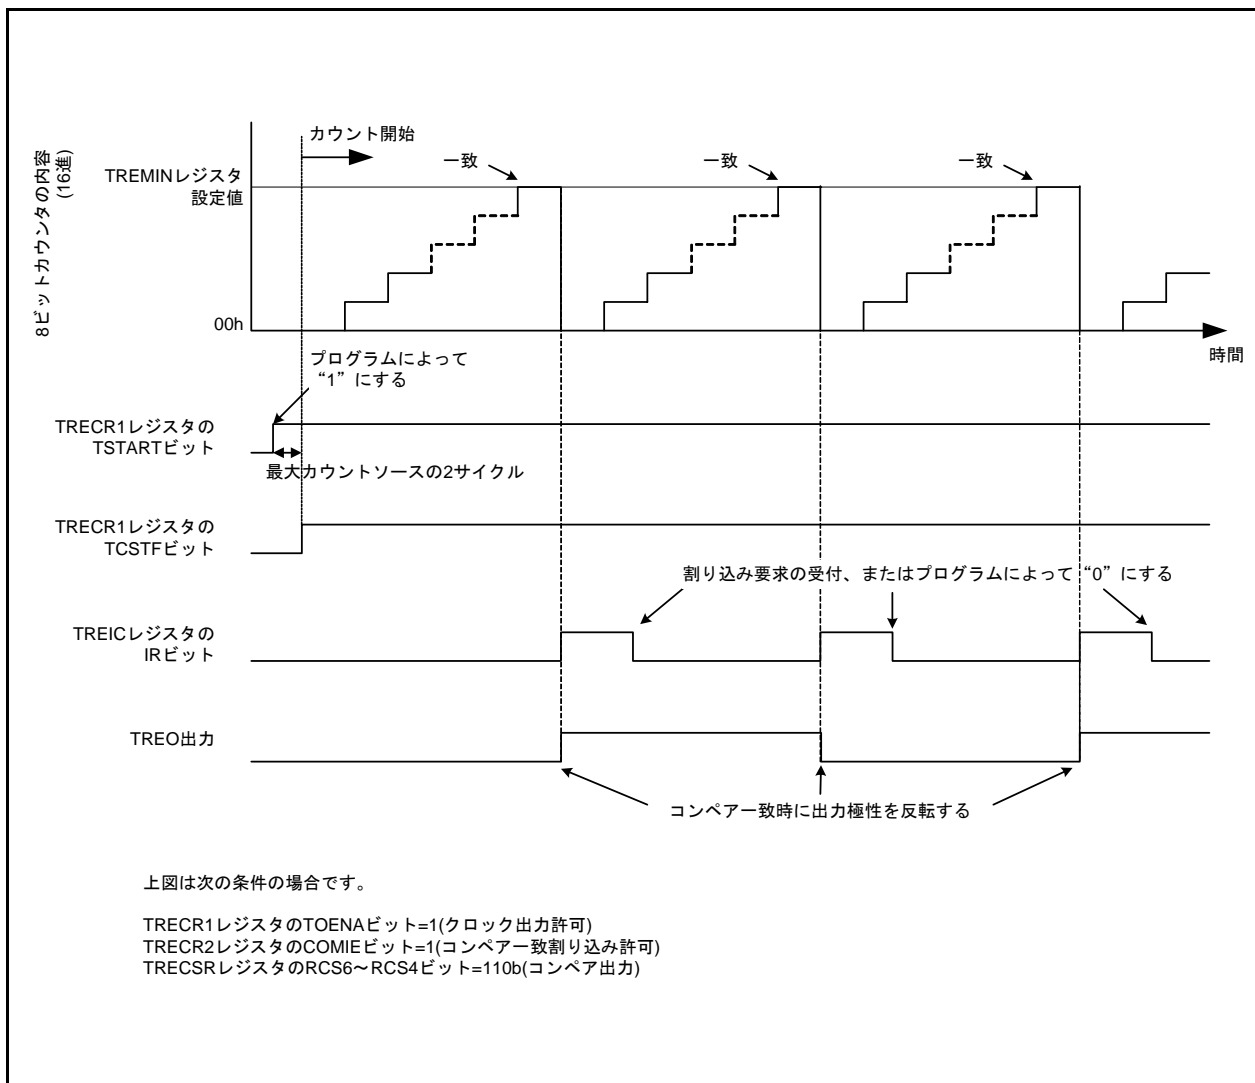 カウント開始
8ビットカウンタの内容
(16進)
TREMINレジスタ
設定値
一致
一致
一致
00h
時間
プログラムによって
“1”にする
TRECR1レジスタの
TSTARTビット
最大カウントソースの2サイクル
TRECR1レジスタの
TCSTFビット
割り込み要求の受付、またはプログラムによって“0”にする
TREICレジスタの
IRビット
TREO出力
コンペア一致時に出力極性を反転する
上図は次の条件の場合です。
TRECR1レジスタのTOENAビット=1(クロック出力許可)
TRECR2レジスタのCOMIEビット=1(コンペア一致割り込み許可)
TRECSRレジスタのRCS6～RCS4ビット=110b(コンペア出力)